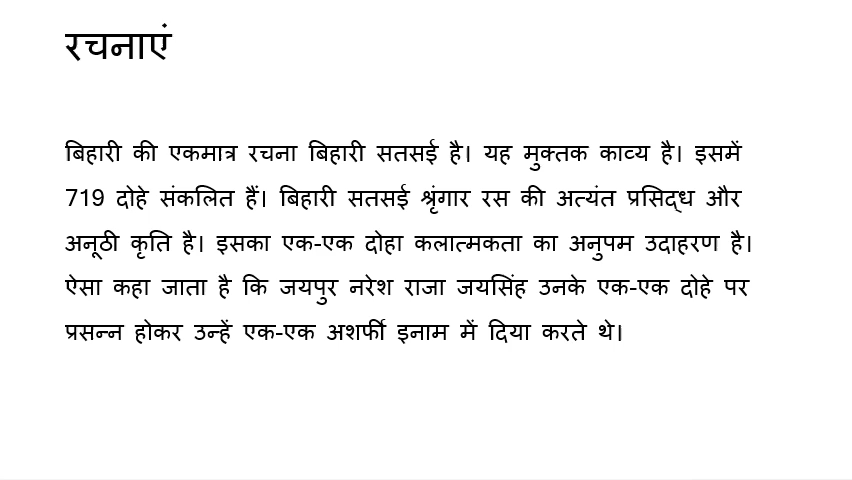 रचनाएं
बिहारी की एकमात्र रचना बिहारी सतसई है। यह मुक्तक काव्य है। इसमें
719 दोहे संकलित हैं। बिहारी सतसई श्रृंगार रस की अत्यंत प्रसिद्ध और
अनूठी कृति है। इसका एक-एक दोहा कलात्मकता का अनुपम उदाहरण है।
ऐसा कहा जाता है कि जयपुर नरेश राजा जयसिंह उनके एक-एक दोहे पर
प्रसन्न होकर उन्हें एक-एक अशर्फी इनाम में दिया करते थे।